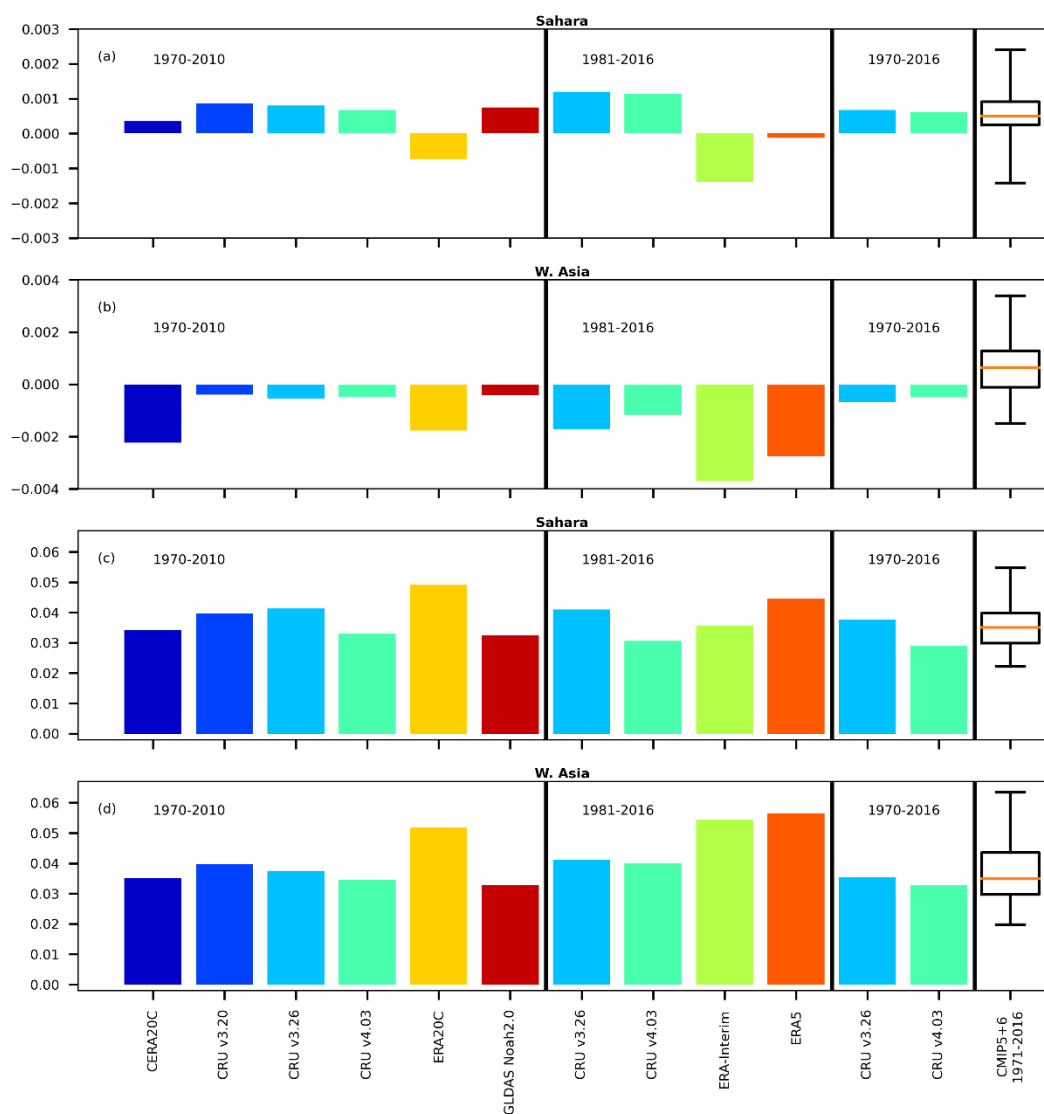 Sahara
0.003
0.002
0.001
0.000
−0.001
−0.002
−0.003
(a)
1970-2010
1981-2016
1970-2016
W. Asia
0.004
0.002
0.000
−0.002
−0.004
(b)
1970-2010
1981-2016
1970-2016
Sahara
0.06
0.05
0.04
0.03
0.02
0.01
0.00
(c)
1970-2010
1981-2016
1970-2016
W. Asia
0.06
0.05
0.04
0.03
0.02
0.01
0.00
(d)
1970-2010
1981-2016
1970-2016
CERA20C
CRU v3.20
CRU v3.26
CRU v4.03
ERA20C
GLDAS Noah2.0
CRU v3.26
CRU v4.03
ERA-Interim
ERA5
CRU v3.26
CRU v4.03
CMIP5+6
1971-2016